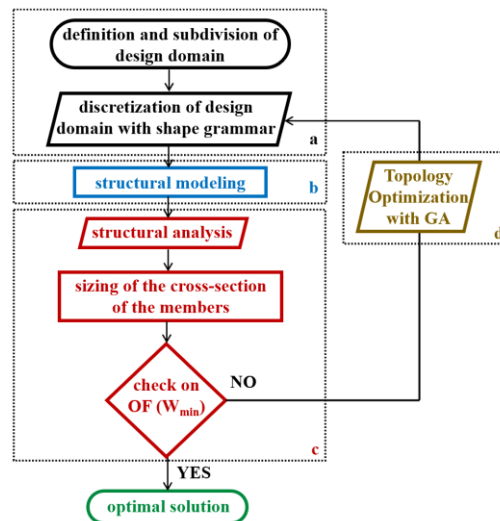 definition and subdivision of
design domain
discretization of design
domain with shape grammar
a
structural modeling
b
Topology
Optimization
with GA
d
structural analysis
sizing of the cross-section
of the members
check on
OF (Wmin)
NO
c
YES
optimal solution